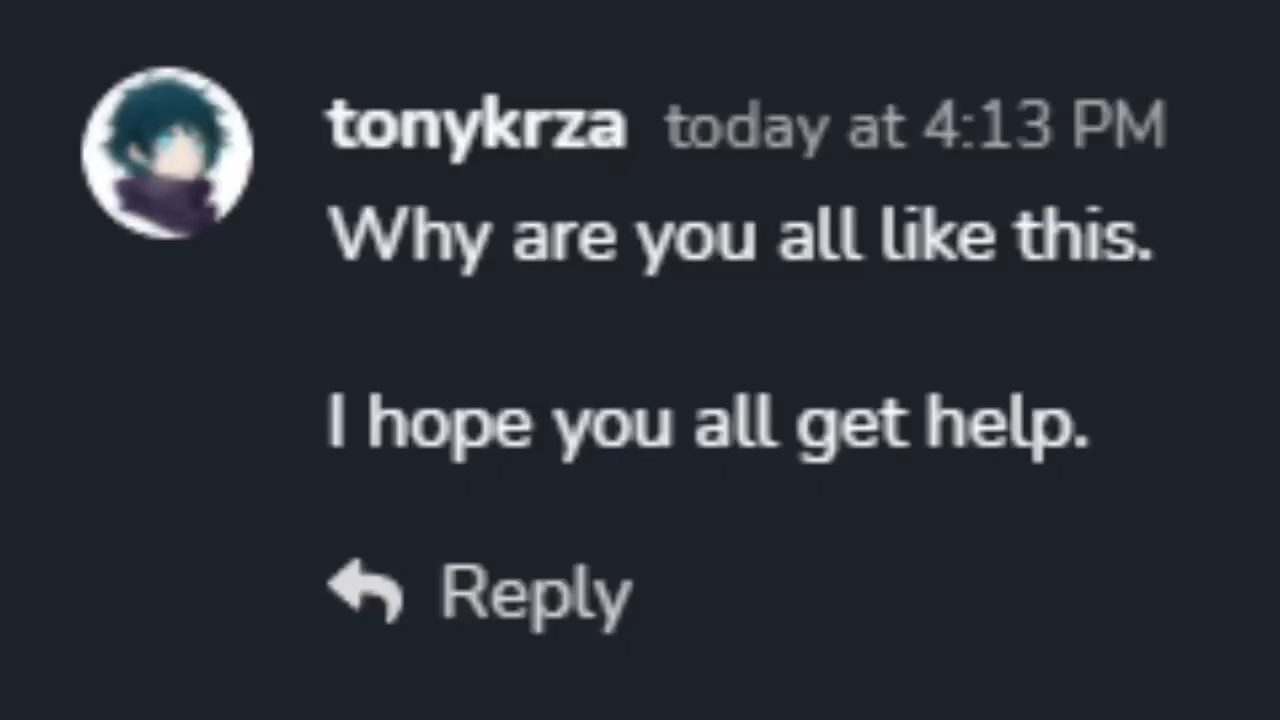 tonykrza today at 4:13 PM
Why are you all like this.
I hope you all get help.
Reply